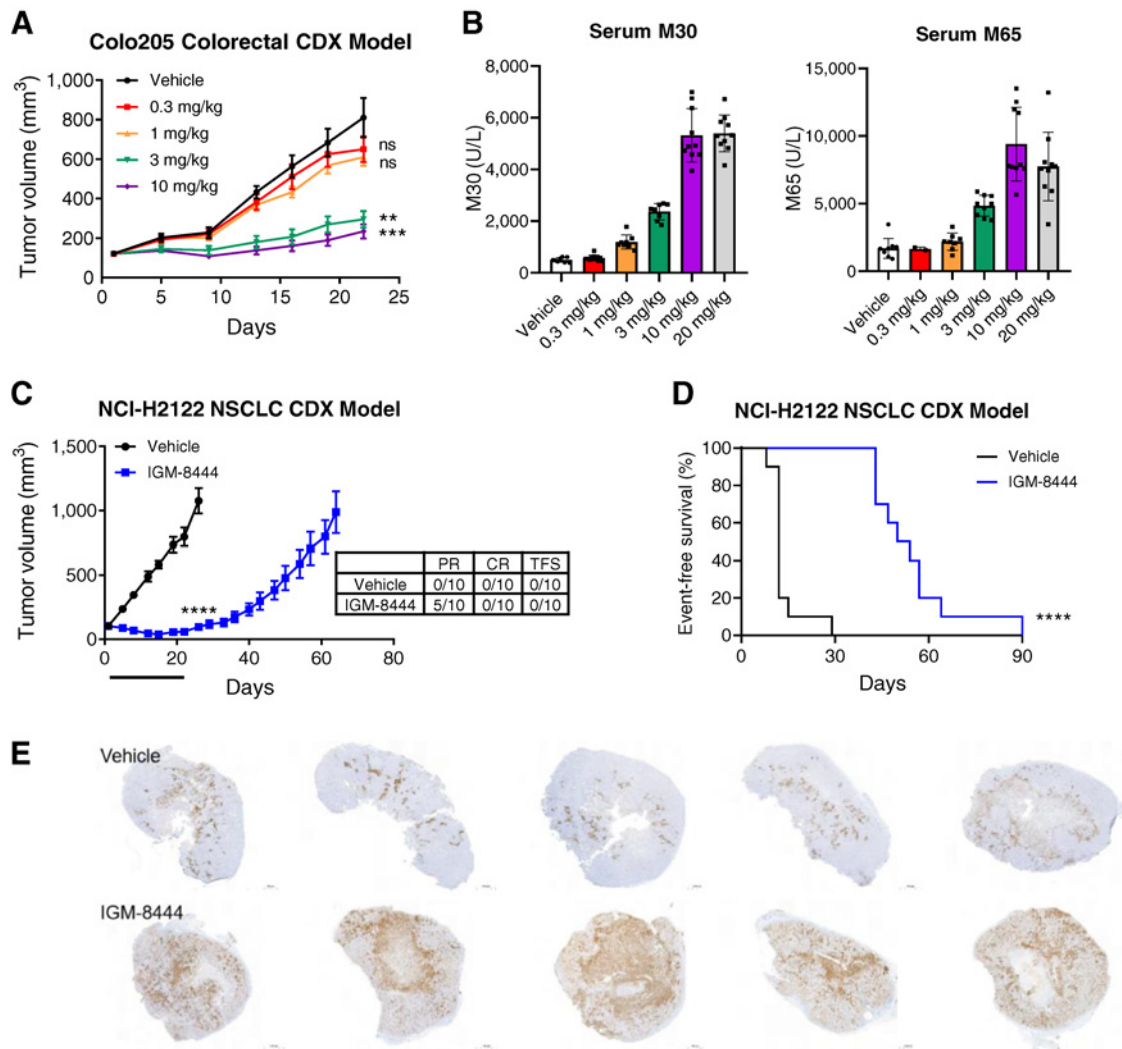 A
Colo205 Colorectal CDX Model
Tumor volume (mm³)
1,000
800
600
400
200
0
Vehicle
0.3 mg/kg
1 mg/kg
3 mg/kg
10 mg/kg
ns
ns
**
***
0 5 10 15 20 25
Days
B
Serum M30
M30 (U/L)
8,000
6,000
4,000
2,000
0
Vehicle
0.3 mg/kg
1 mg/kg
3 mg/kg
10 mg/kg
20 mg/kg
Serum M65
M65 (U/L)
15,000
10,000
5,000
0
Vehicle
0.3 mg/kg
1 mg/kg
3 mg/kg
10 mg/kg
20 mg/kg
C
NCI-H2122 NSCLC CDX Model
Tumor volume (mm³)
1,500
1,000
500
0
Vehicle
IGM-8444
****
PR CR TFS
Vehicle 0/10 0/10 0/10
IGM-8444 5/10 0/10 0/10
0 20 40 60 80
Days
D
NCI-H2122 NSCLC CDX Model
Event-free survival (%)
100
80
60
40
20
0
Vehicle
IGM-8444
****
0 30 60 90
Days
E
Vehicle
IGM-8444